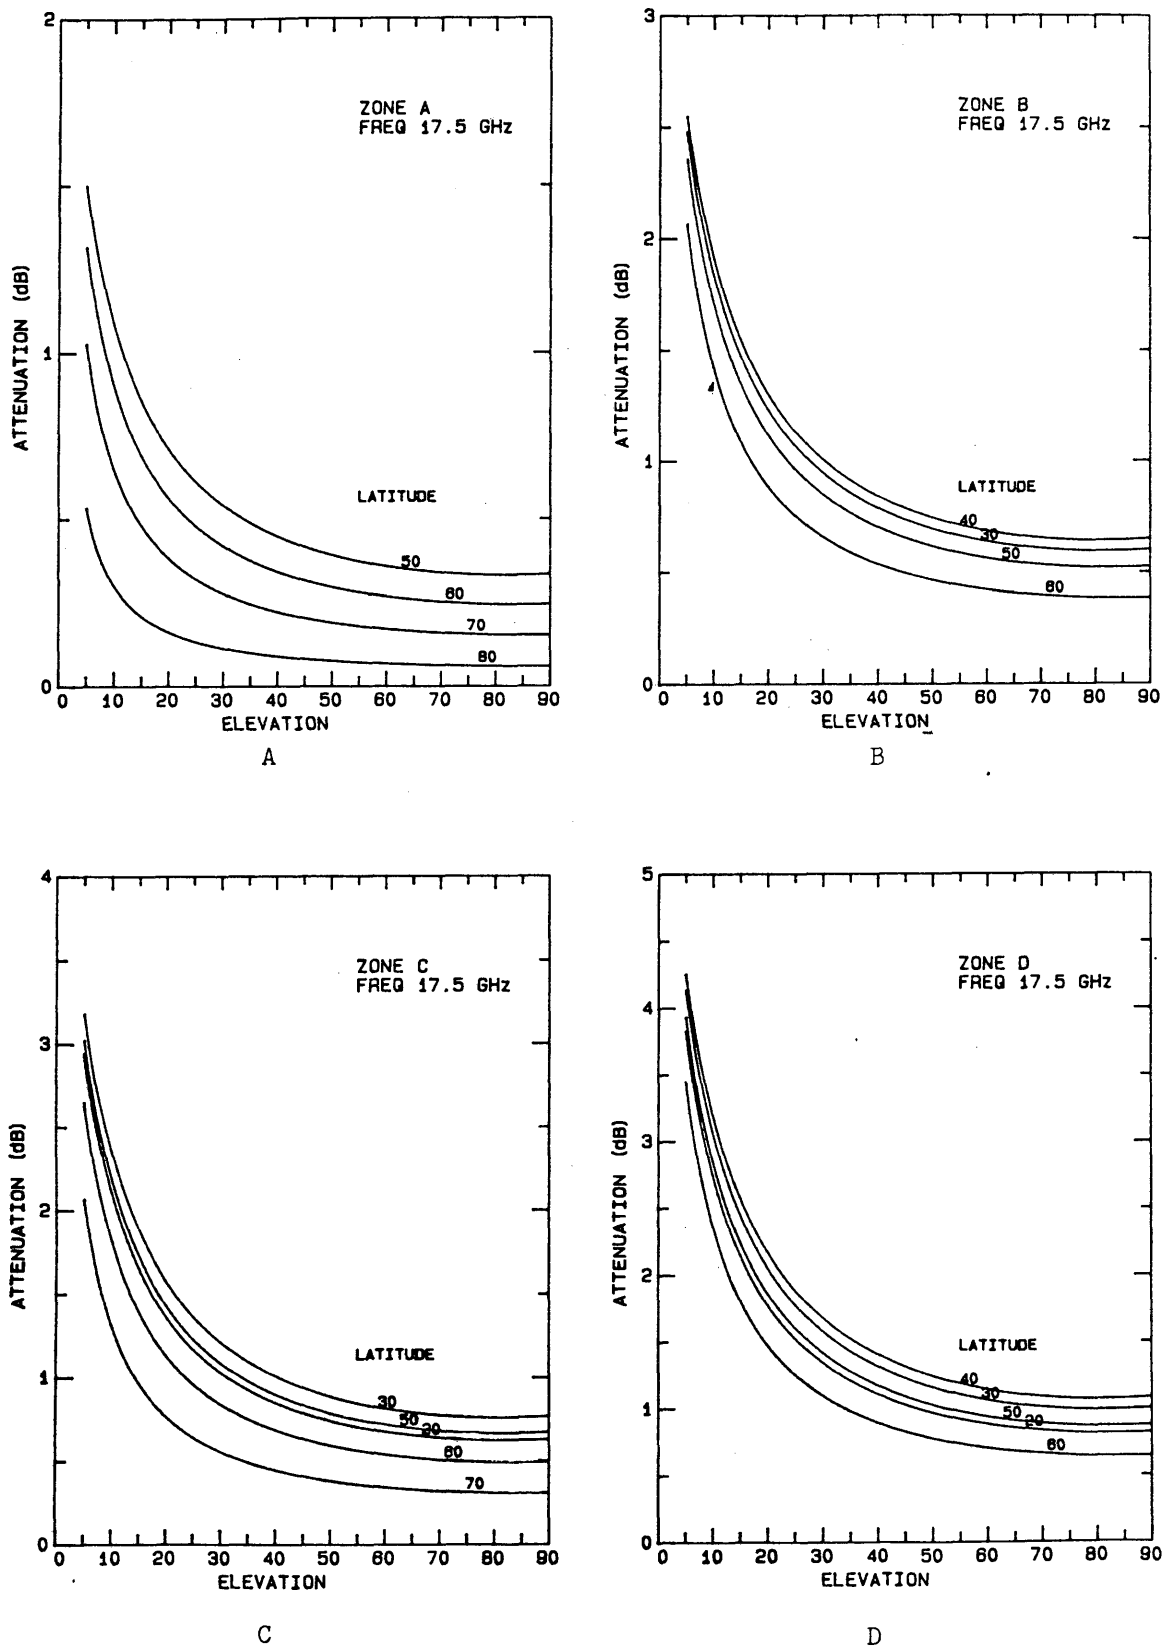 2
1
0
ATTENUATION (dB)
ZONE A
FREQ 17.5 GHz
LATITUDE
50
60
70
80
0 10 20 30 40 50 60 70 80 90
ELEVATION
A
3
2
1
0
ATTENUATION (dB)
ZONE B
FREQ 17.5 GHz
LATITUDE
40
30
50
60
0 10 20 30 40 50 60 70 80 90
ELEVATION
B
4
3
2
1
0
ATTENUATION (dB)
ZONE C
FREQ 17.5 GHz
LATITUDE
30
50
20
60
70
0 10 20 30 40 50 60 70 80 90
ELEVATION
C
5
4
3
2
1
0
ATTENUATION (dB)
ZONE D
FREQ 17.5 GHz
LATITUDE
40
30
50
20
60
0 10 20 30 40 50 60 70 80 90
ELEVATION
D